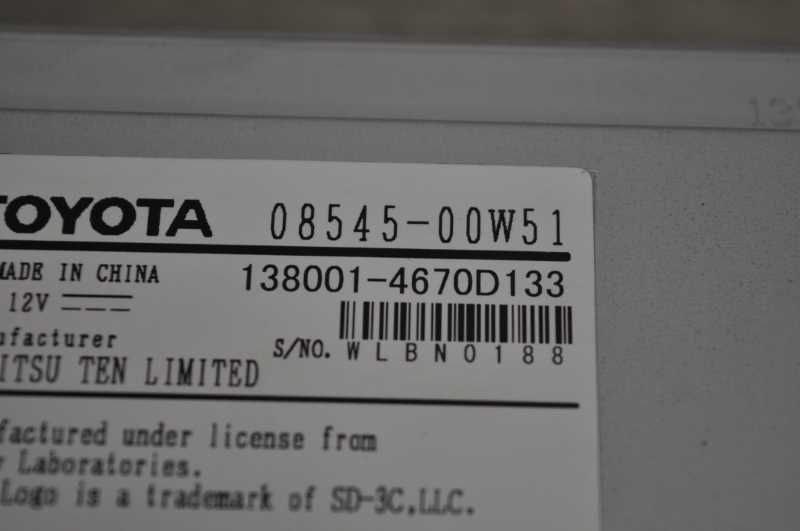 TOYOTA 08545-00W51
MADE IN CHINA 138001-4670D133
12V
S/NO. WLBN0188
ITSU TEN LIMITED
factured under license from
Laboratories.
Logo is a trademark of SD-3C,LLC.